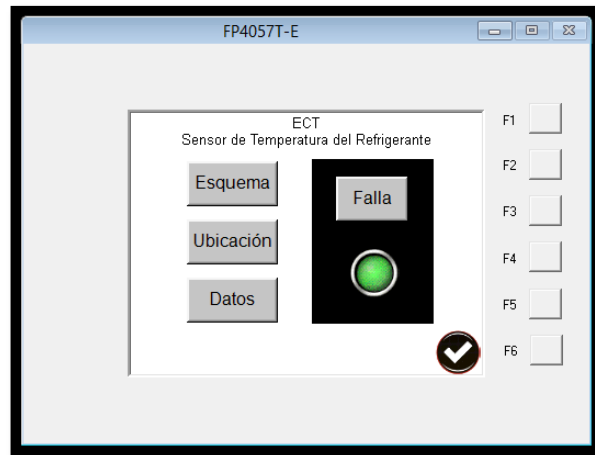 FP4057T-E
ECT
Sensor de Temperatura del Refrigerante
Esquema
Falla
Ubicación
Datos
F1
F2
F3
F4
F5
F6